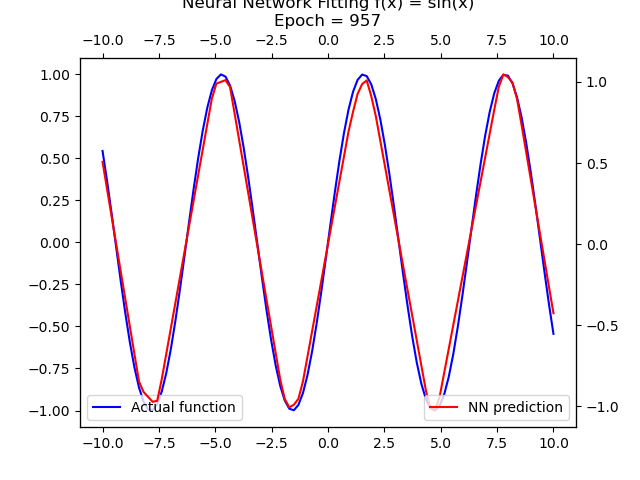 Neural Network Fitting f(x) = sin(x)
Epoch = 957
−10.0 −7.5 −5.0 −2.5 0.0 2.5 5.0 7.5 10.0
1.00
0.75
0.50
0.25
0.00
−0.25
−0.50
−0.75
−1.00
1.0
0.5
0.0
−0.5
−1.0
Actual function
NN prediction
−10.0 −7.5 −5.0 −2.5 0.0 2.5 5.0 7.5 10.0